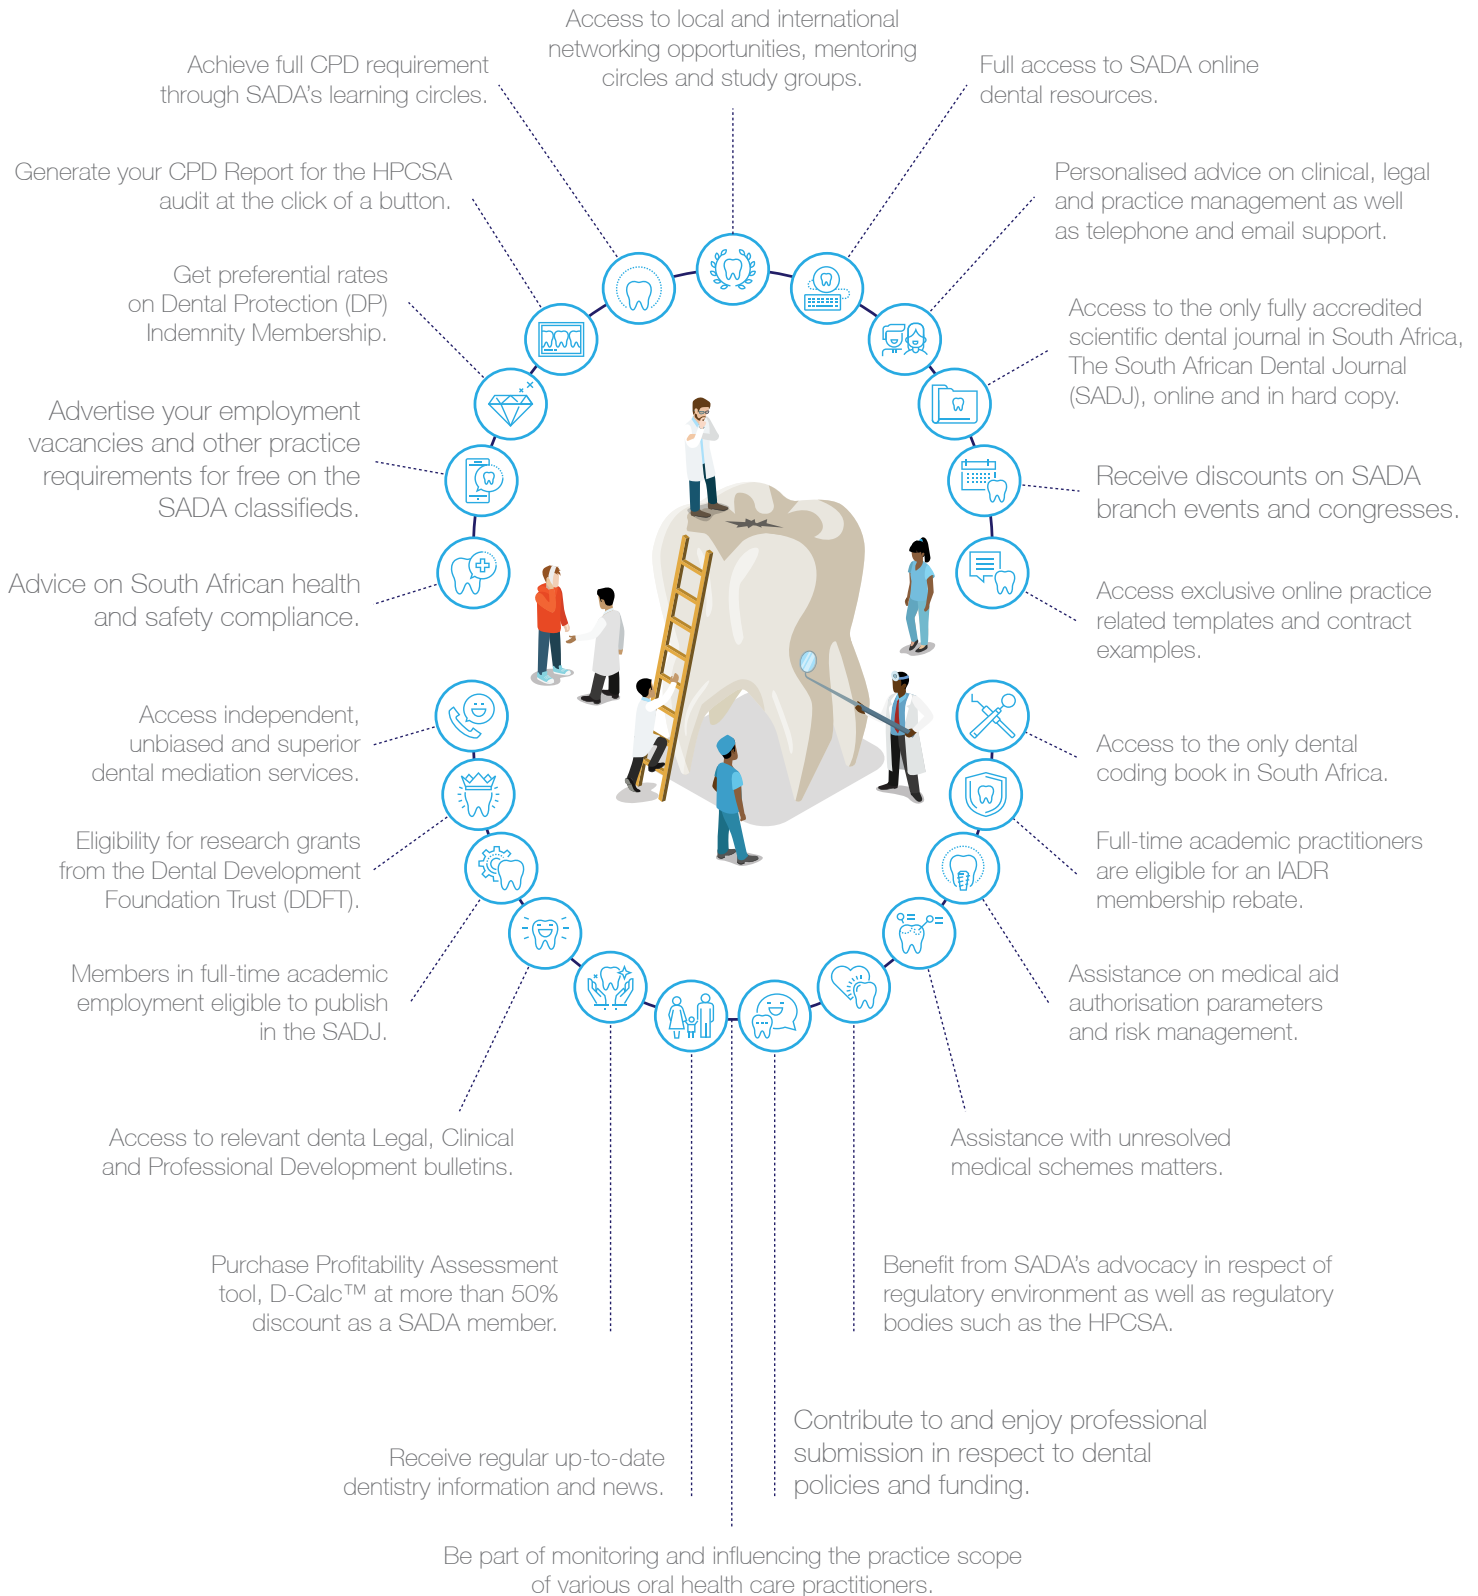 Access to local and international
networking opportunities, mentoring
circles and study groups.
Achieve full CPD requirement
through SADA's learning circles.
Full access to SADA online
dental resources.
Generate your CPD Report for the HPCSA
audit at the click of a button.
Personalised advice on clinical, legal
and practice management as well
as telephone and email support.
Get preferential rates
on Dental Protection (DP)
Indemnity Membership.
Access to the only fully accredited
scientific dental journal in South Africa,
The South African Dental Journal
(SADJ), online and in hard copy.
Advertise your employment
vacancies and other practice
requirements for free on the
SADA classifieds.
Receive discounts on SADA
branch events and congresses.
Advice on South African health
and safety compliance.
Access exclusive online practice
related templates and contract
examples.
Access independent,
unbiased and superior
dental mediation services.
Access to the only dental
coding book in South Africa.
Eligibility for research grants
from the Dental Development
Foundation Trust (DDFT).
Full-time academic practitioners
are eligible for an IADR
membership rebate.
Members in full-time academic
employment eligible to publish
in the SADJ.
Assistance on medical aid
authorisation parameters
and risk management.
Access to relevant denta Legal, Clinical
and Professional Development bulletins.
Assistance with unresolved
medical schemes matters.
Purchase Profitability Assessment
tool, D-Calc™ at more than 50%
discount as a SADA member.
Benefit from SADA's advocacy in respect of
regulatory environment as well as regulatory
bodies such as the HPCSA.
Receive regular up-to-date
dentistry information and news.
Contribute to and enjoy professional
submission in respect to dental
policies and funding.
Be part of monitoring and influencing the practice scope
of various oral health care practitioners.